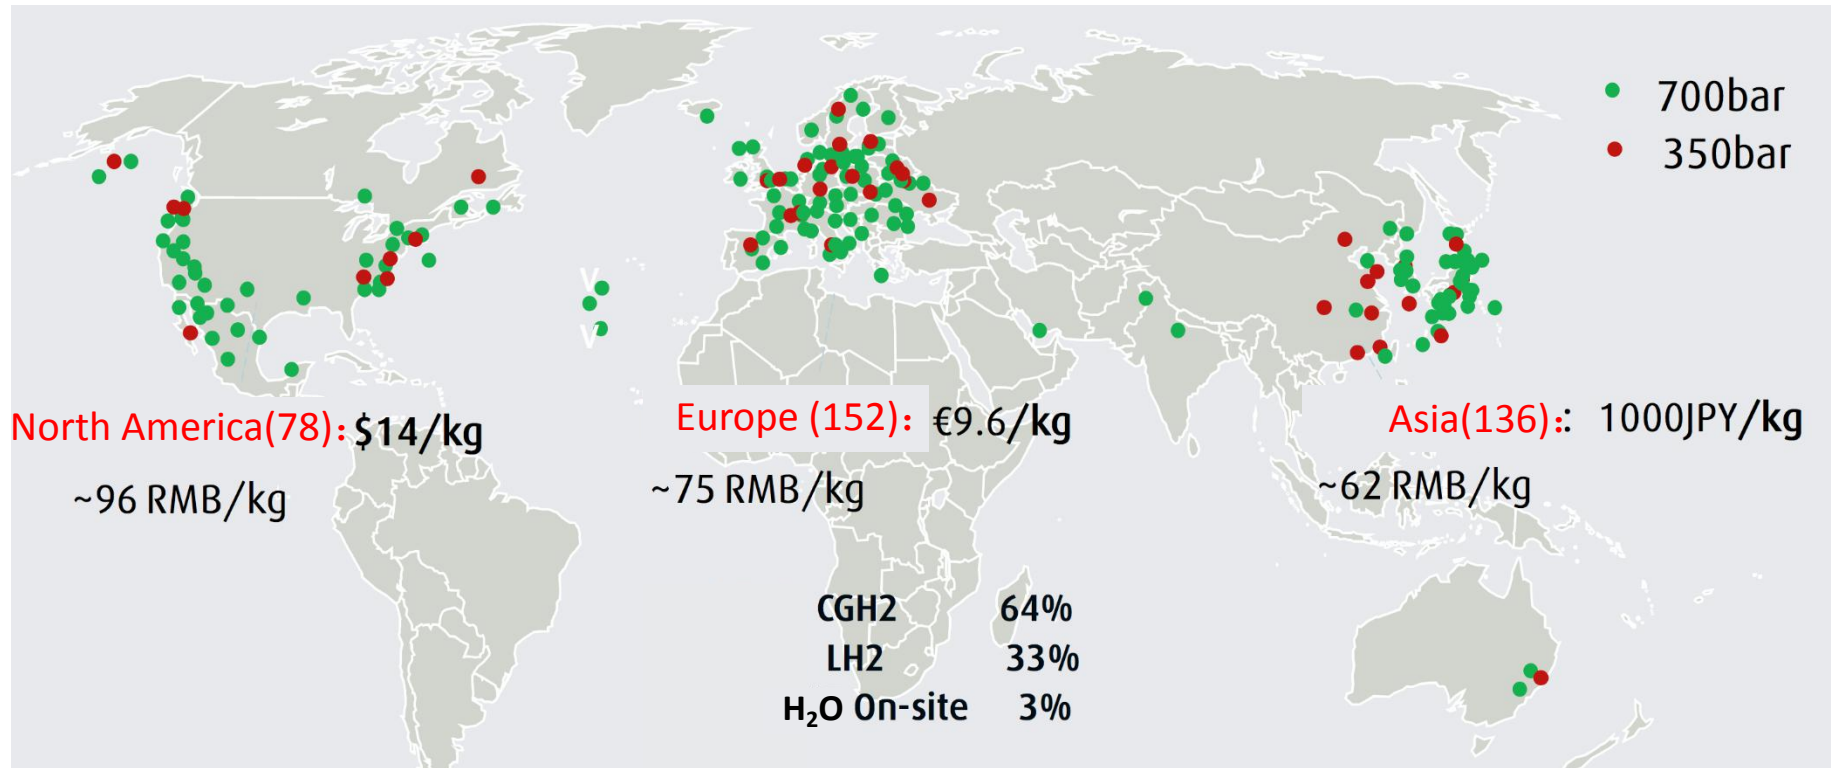 700bar
350bar
V
V
North America(78)：$14/kg
~96 RMB/kg
Europe (152)：€9.6/kg
~75 RMB/kg
Asia(136)：: 1000JPY/kg
~62 RMB/kg
CGH2 64%
LH2 33%
H₂O On-site 3%